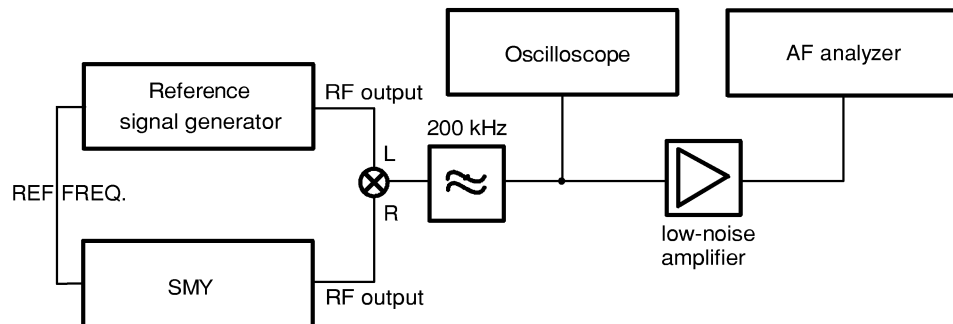 Oscilloscope
AF analyzer
Reference
signal generator
RF output
200 kHz
L
REF FREQ.
R
low-noise
amplifier
SMY
RF output